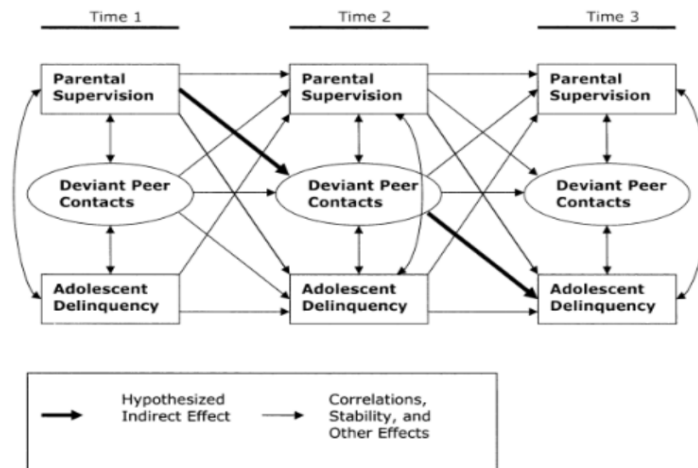 Time 1
Time 2
Time 3
Parental
Supervision
Parental
Supervision
Parental
Supervision
Deviant Peer
Contacts
Deviant Peer
Contacts
Deviant Peer
Contacts
Adolescent
Delinquency
Adolescent
Delinquency
Adolescent
Delinquency
Hypothesized
Indirect Effect
Correlations,
Stability, and
Other Effects